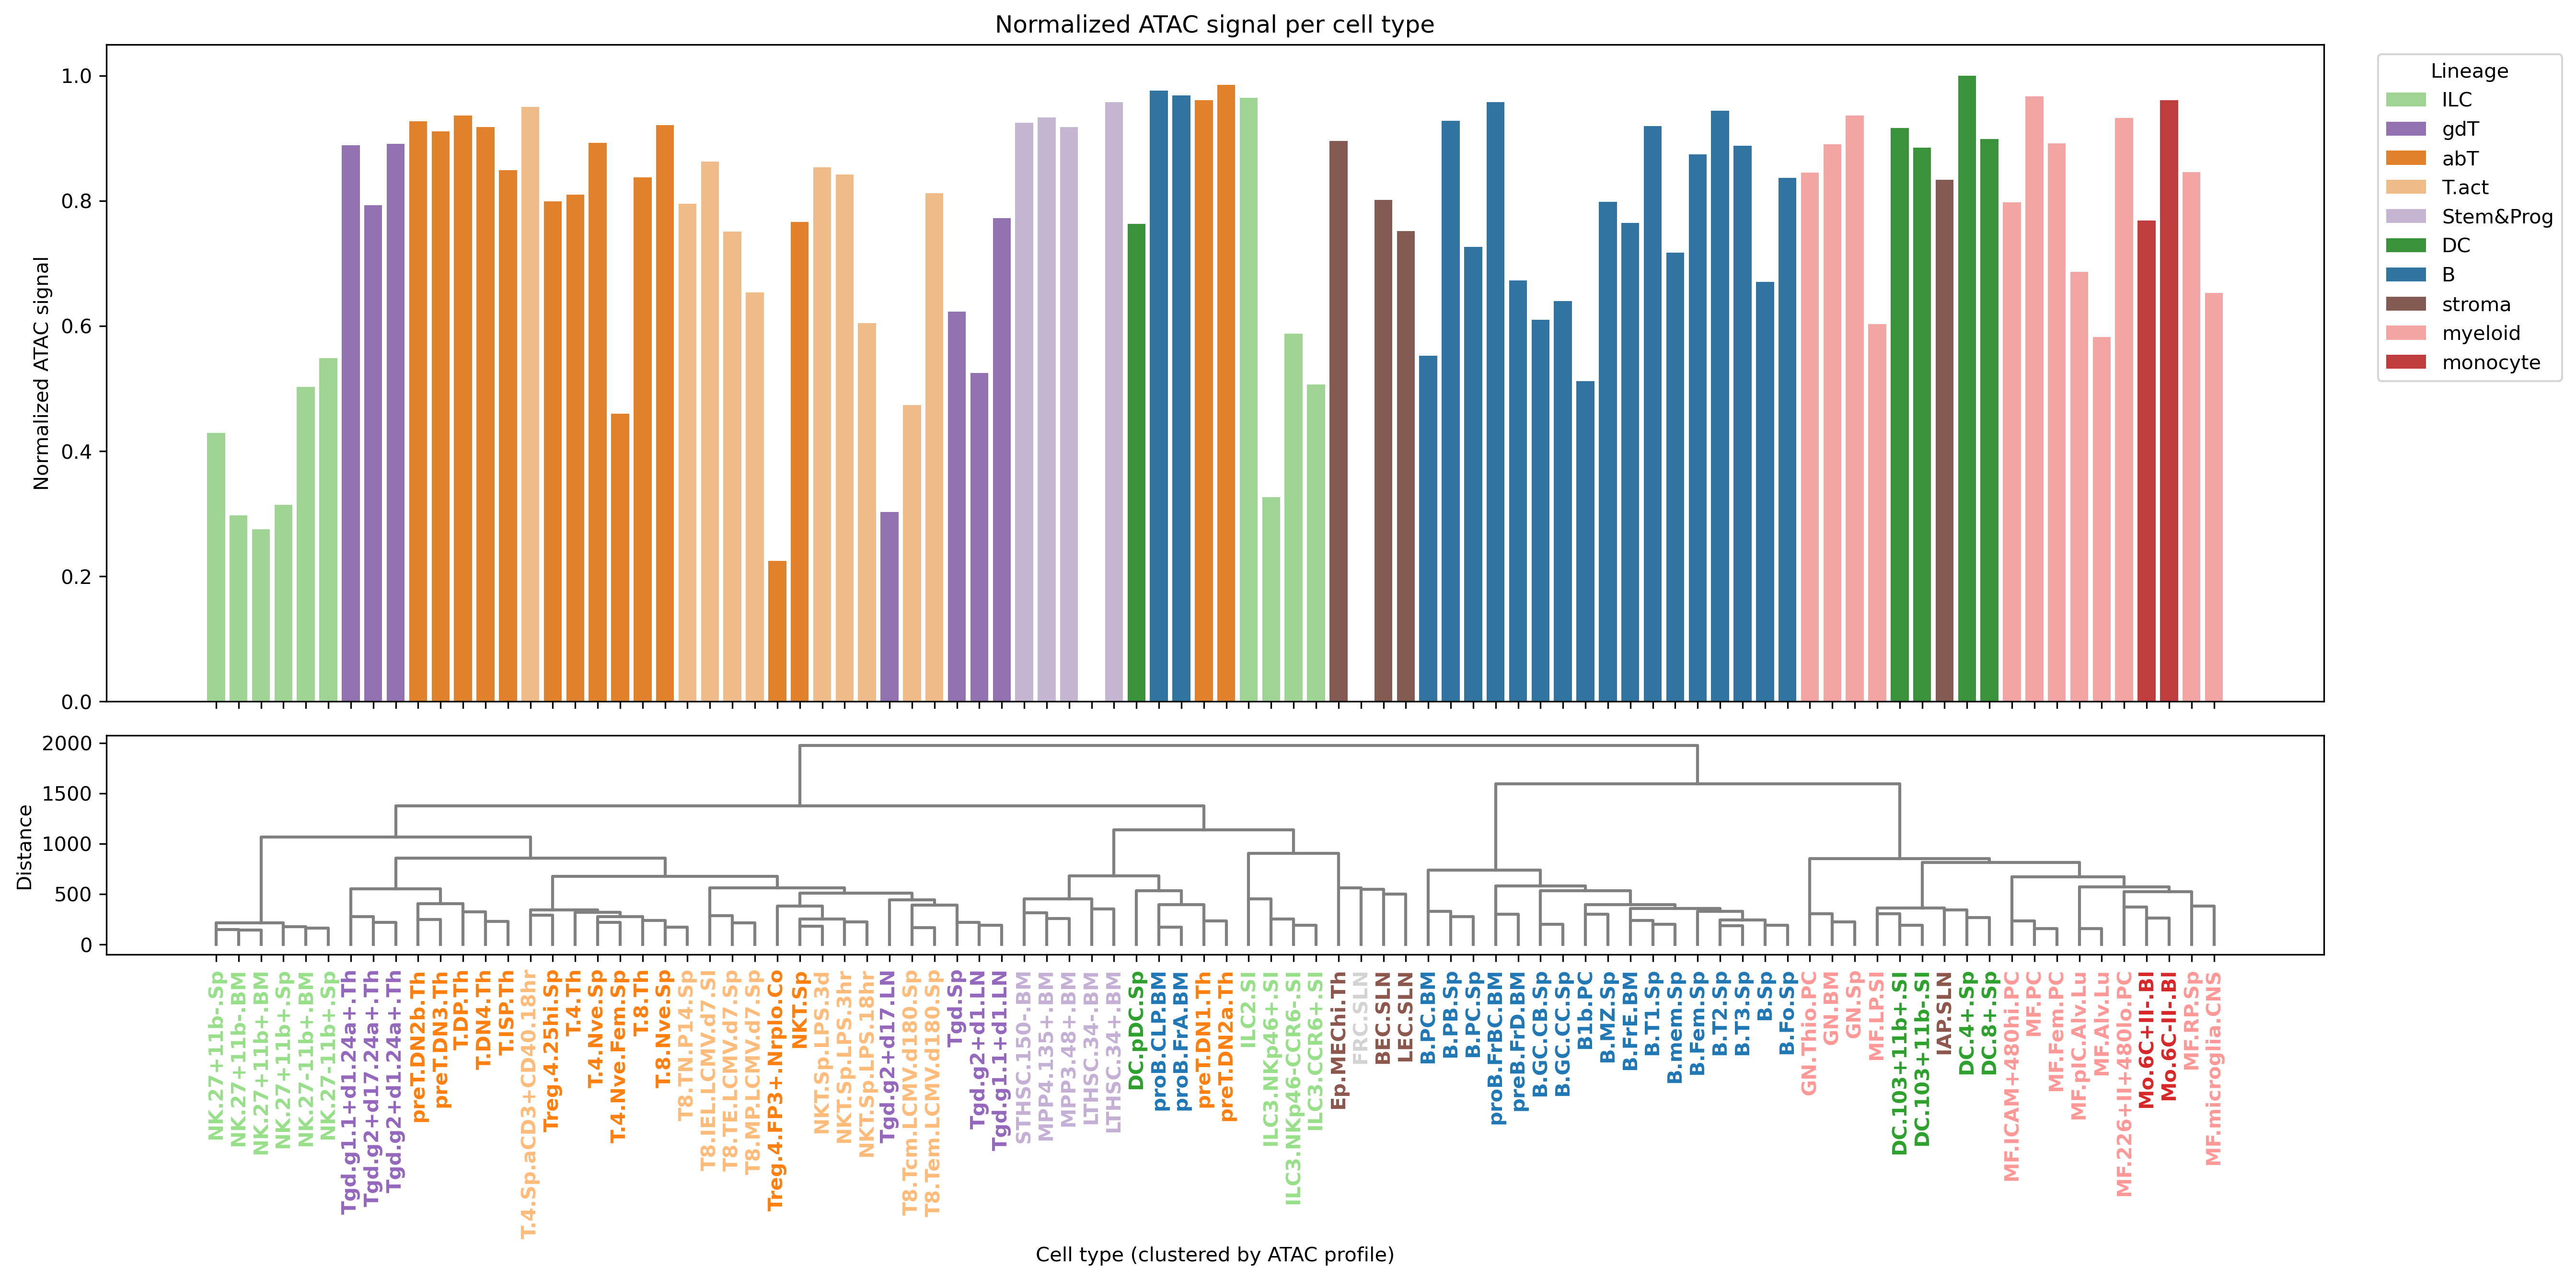 Normalized ATAC signal per cell type
Normalized ATAC signal
1.0
0.8
0.6
0.4
0.2
0.0
Lineage
ILC
gdT
abT
T.act
Stem&Prog
DC
B
stroma
myeloid
monocyte
Distance
2000
1500
1000
500
0
NK.27+11b-.Sp
NK.27+11b-.BM
NK.27+11b+.BM
NK.27+11b+.Sp
NK.27-11b+.BM
NK.27-11b+.Sp
Tgd.g1.1+d1.24a+.Th
Tgd.g2+d17.24a+.Th
Tgd.g2+d1.24a+.Th
preT.DN2b.Th
preT.DN3.Th
T.DP.Th
T.DN4.Th
T.ISP.Th
T.4.Sp.aCD3+CD40.18hr
Treg.4.25hi.Sp
T.4.Th
T.4.Nve.Sp
T.4.Nve.Fem.Sp
T.8.Th
T.8.Nve.Sp
T8.TN.P14.Sp
T8.IEL.LCMV.d7.SI
T8.TE.LCMV.d7.Sp
T8.MP.LCMV.d7.Sp
Treg.4.FP3+.Nrplo.Co
NKT.Sp
NKT.Sp.LPS.3d
NKT.Sp.LPS.3hr
NKT.Sp.LPS.18hr
Tgd.g2+d17.LN
T8.Tcm.LCMV.d180.Sp
T8.Tem.LCMV.d180.Sp
Tgd.Sp
Tgd.g2+d1.LN
Tgd.g1.1+d1.LN
STHSC.150-.BM
MPP4.135+.BM
MPP3.48+.BM
LTHSC.34-.BM
LTHSC.34+.BM
DC.pDC.Sp
proB.CLP.BM
proB.FrA.BM
preT.DN1.Th
preT.DN2a.Th
ILC2.SI
ILC3.NKp46+.SI
ILC3.NKp46-CCR6-.SI
ILC3.CCR6+.SI
Ep.MEChi.Th
FRC.SLN
BEC.SLN
LEC.SLN
B.PC.BM
B.PB.Sp
B.PC.Sp
proB.FrBC.BM
preB.FrD.BM
B.GC.CB.Sp
B.GC.CC.Sp
B1b.PC
B.MZ.Sp
B.FrE.BM
B.T1.Sp
B.mem.Sp
B.Fem.Sp
B.T2.Sp
B.T3.Sp
B.Sp
B.Fo.Sp
GN.Thio.PC
GN.BM
GN.Sp
MF.LP.SI
DC.103+11b+.SI
DC.103+11b-.SI
IAP.SLN
DC.4+.Sp
DC.8+.Sp
MF.ICAM+480hi.PC
MF.PC
MF.Fem.PC
MF.pIC.Alv.Lu
MF.Alv.Lu
MF.226+II+480lo.PC
Mo.6C+II-.Bl
Mo.6C-II-.Bl
MF.RP.Sp
MF.microglia.CNS
Cell type (clustered by ATAC profile)